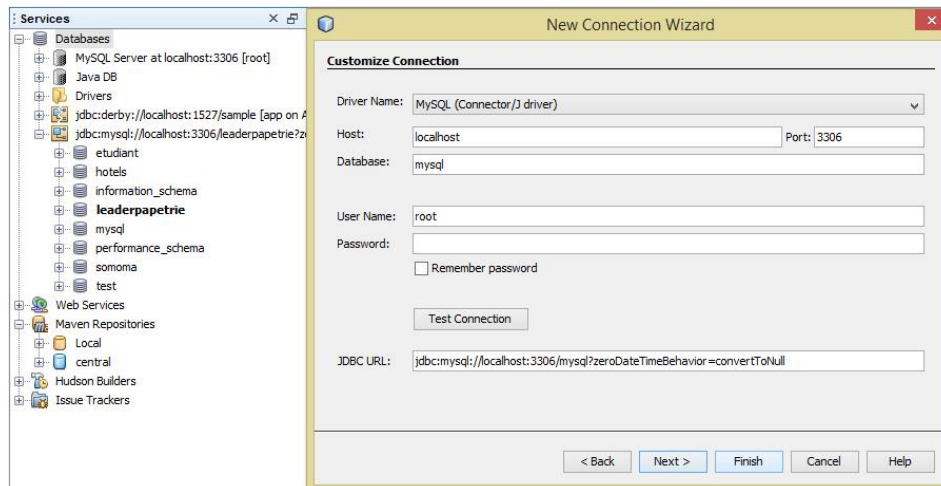 Services
Databases
MySQL Server at localhost:3306 [root]
Java DB
Drivers
jdbc:derby://localhost:1527/sample [app on A
jdbc:mysql://localhost:3306/leaderpapetrie?ze
etudiant
hotels
information_schema
leaderpapetrie
mysql
performance_schema
somoma
test
Web Services
Maven Repositories
Local
central
Hudson Builders
Issue Trackers
New Connection Wizard
Customize Connection
Driver Name: MySQL (Connector/J driver)
Host: localhost Port: 3306
Database: mysql
User Name: root
Password:
Remember password
Test Connection
JDBC URL: jdbc:mysql://localhost:3306/mysql?zeroDateTimeBehavior=convertToNull
< Back Next > Finish Cancel Help